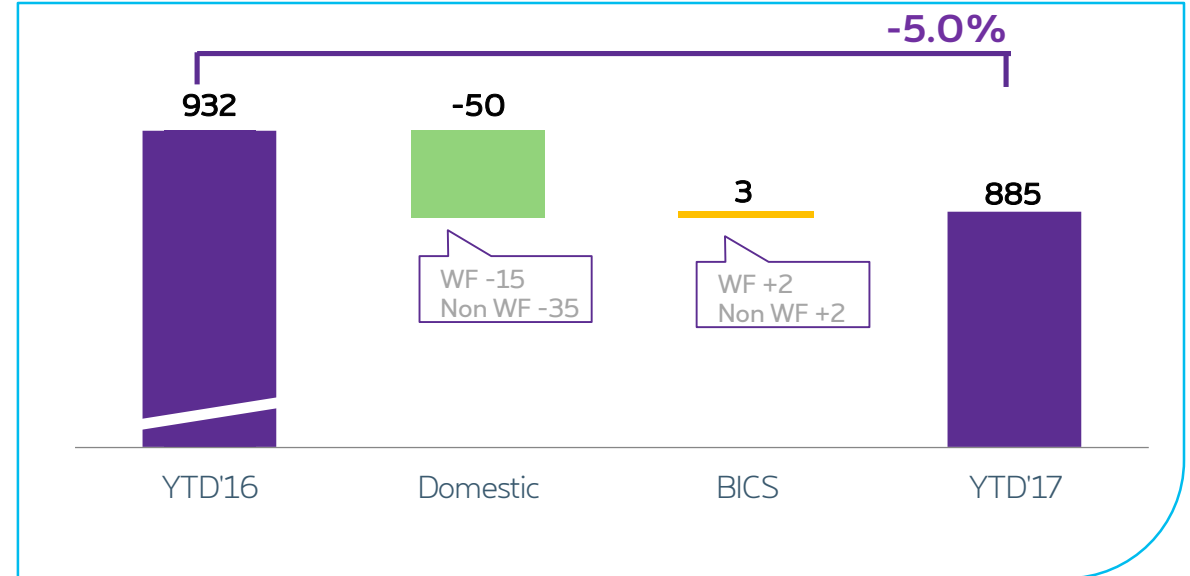 -5.0%
932
-50
3
885
WF -15
Non WF -35
WF +2
Non WF +2
YTD'16
Domestic
BICS
YTD'17